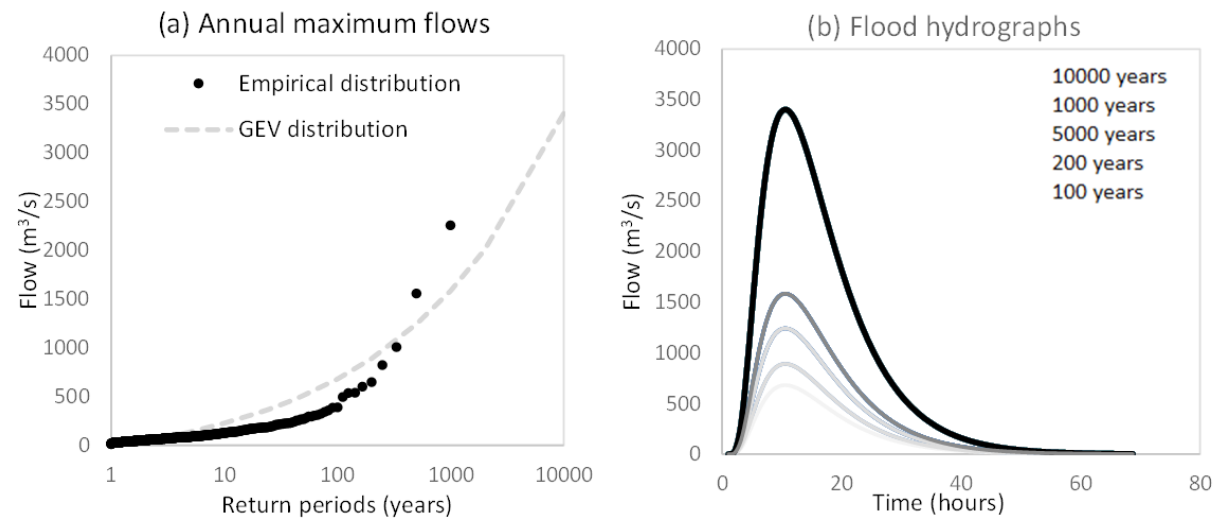 (a) Annual maximum flows
4000
3500
3000
2500
2000
1500
1000
500
0
Flow (m³/s)
Empirical distribution
GEV distribution
1
10
100
1000
10000
Return periods (years)
(b) Flood hydrographs
4000
3500
3000
2500
2000
1500
1000
500
0
Flow (m³/s)
10000 years
1000 years
5000 years
200 years
100 years
0
20
40
60
80
Time (hours)